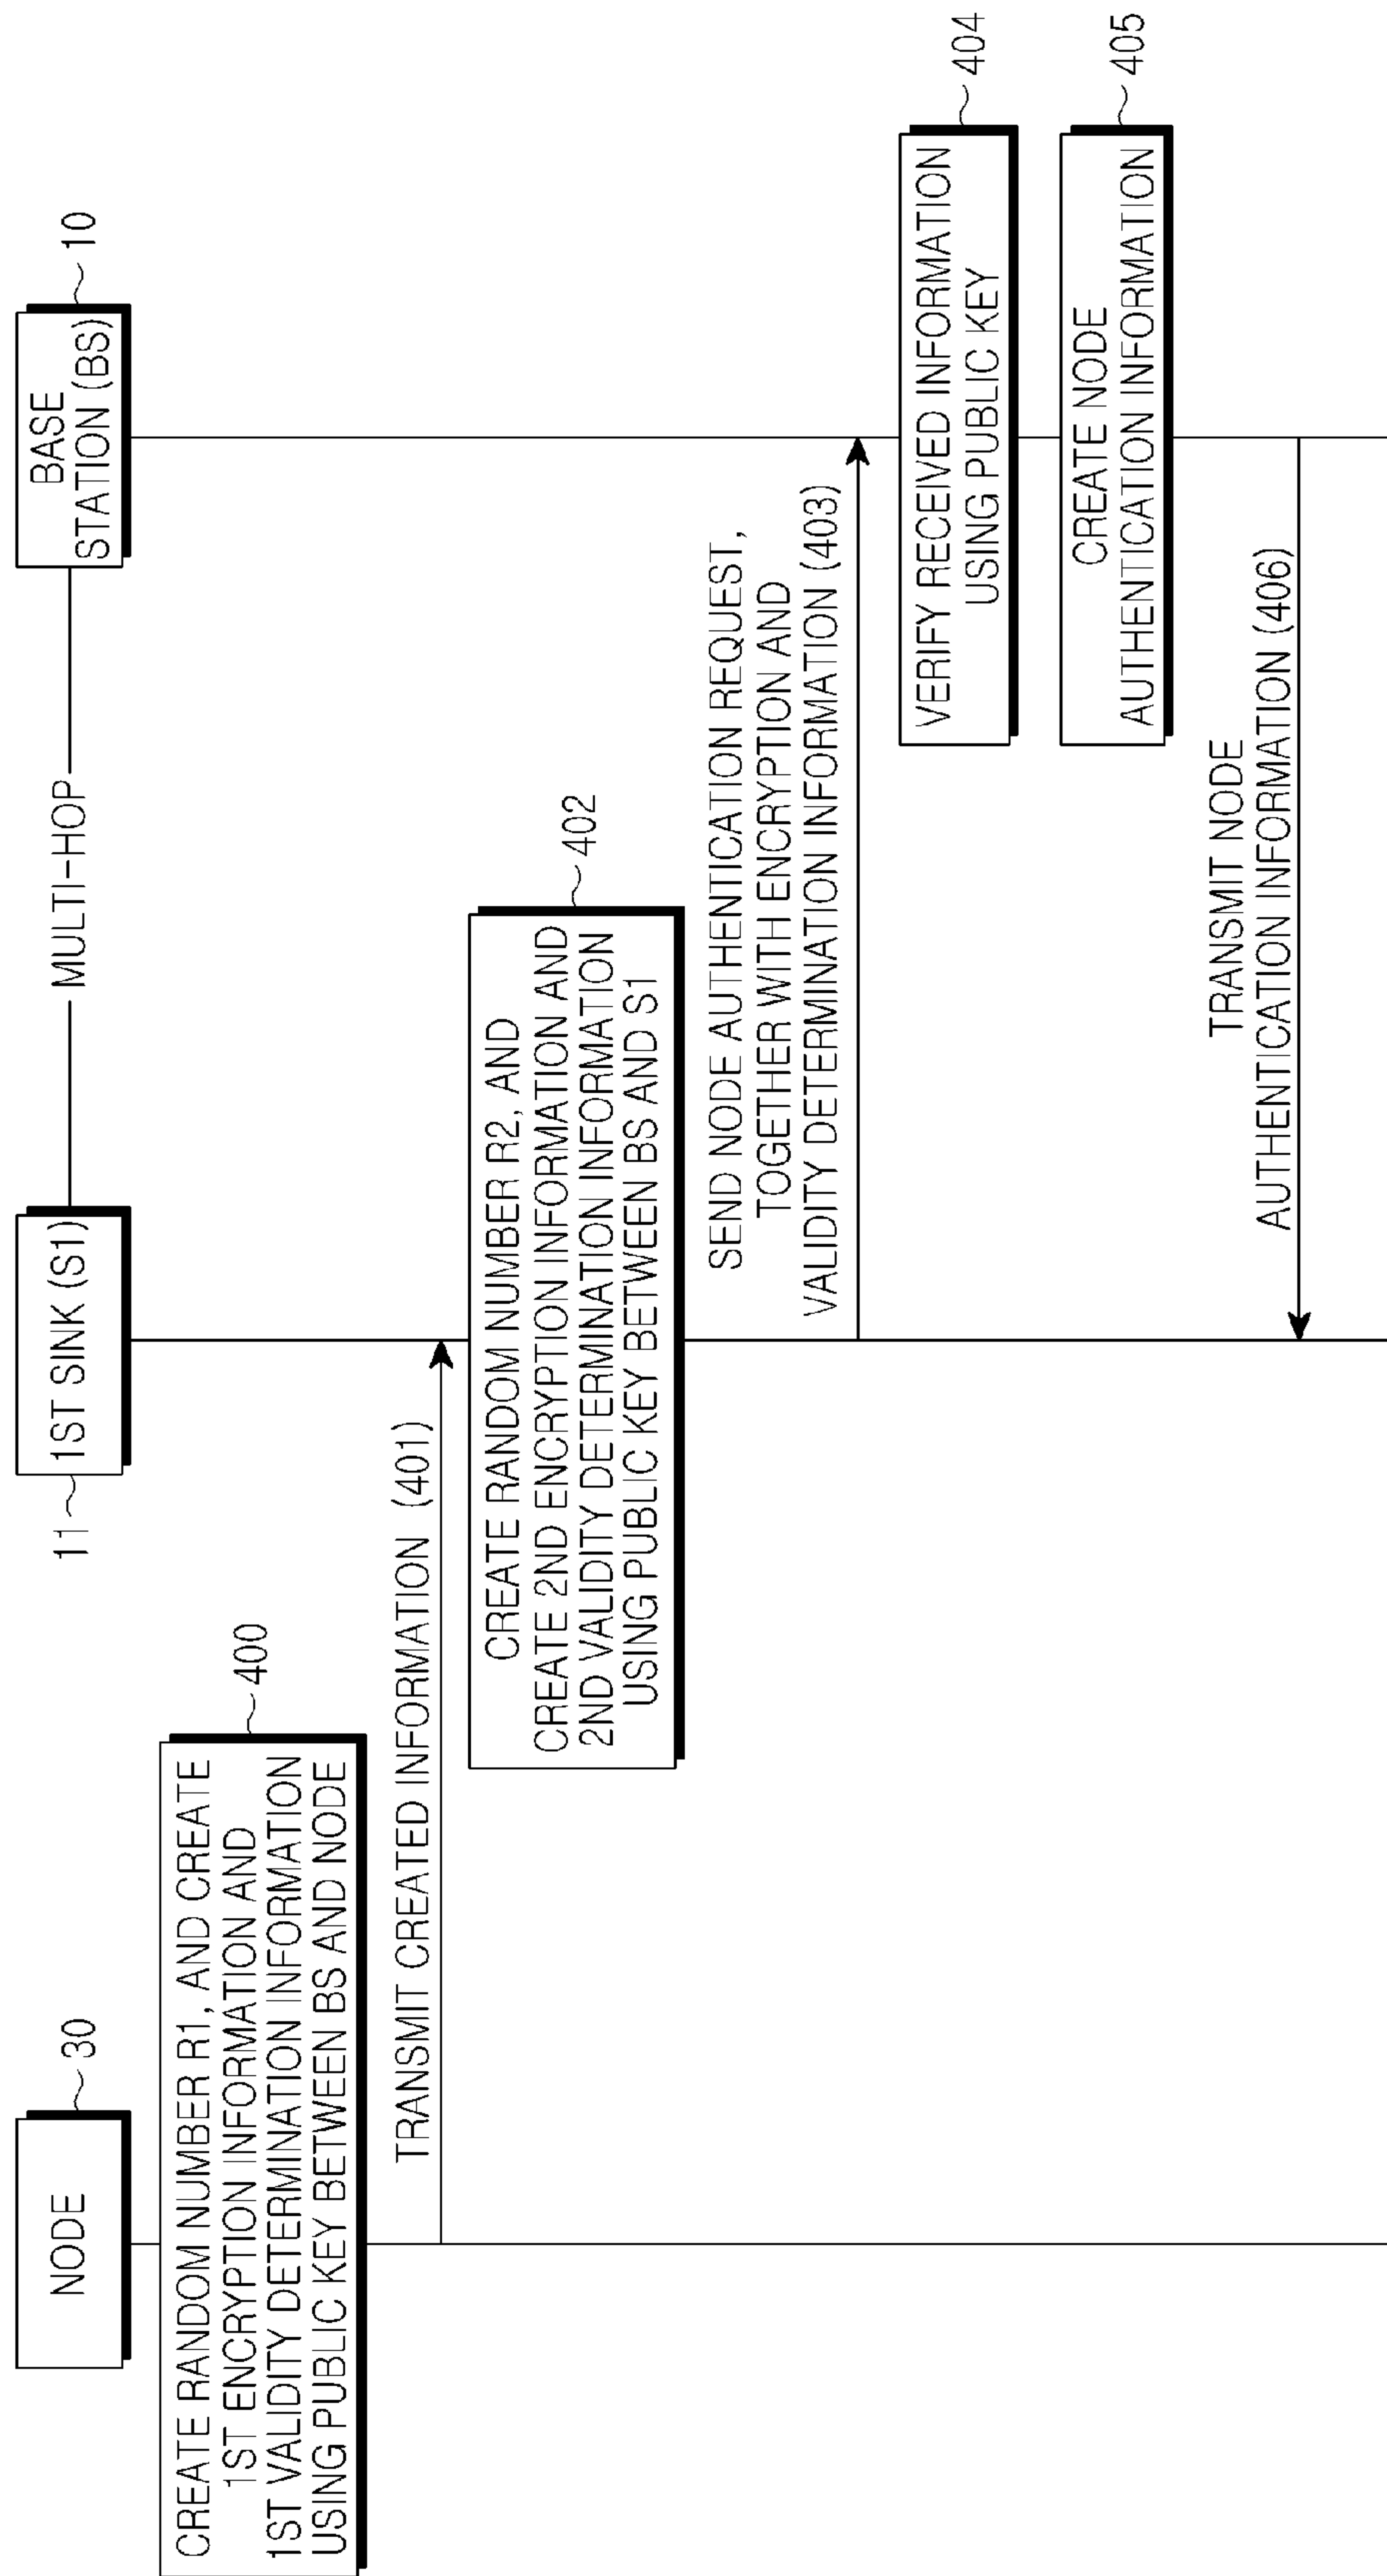 NODE
30
11
1ST SINK (S1)
MULTI-HOP
BASE
STATION (BS)
10
CREATE RANDOM NUMBER R1, AND CREATE
1ST ENCRYPTION INFORMATION AND
1ST VALIDITY DETERMINATION INFORMATION
USING PUBLIC KEY BETWEEN BS AND NODE
400
TRANSMIT CREATED INFORMATION (401)
CREATE RANDOM NUMBER R2, AND
CREATE 2ND ENCRYPTION INFORMATION AND
2ND VALIDITY DETERMINATION INFORMATION
USING PUBLIC KEY BETWEEN BS AND S1
402
SEND NODE AUTHENTICATION REQUEST,
TOGETHER WITH ENCRYPTION AND
VALIDITY DETERMINATION INFORMATION (403)
VERIFY RECEIVED INFORMATION
USING PUBLIC KEY
404
CREATE NODE
AUTHENTICATION INFORMATION
405
TRANSMIT NODE
AUTHENTICATION INFORMATION (406)